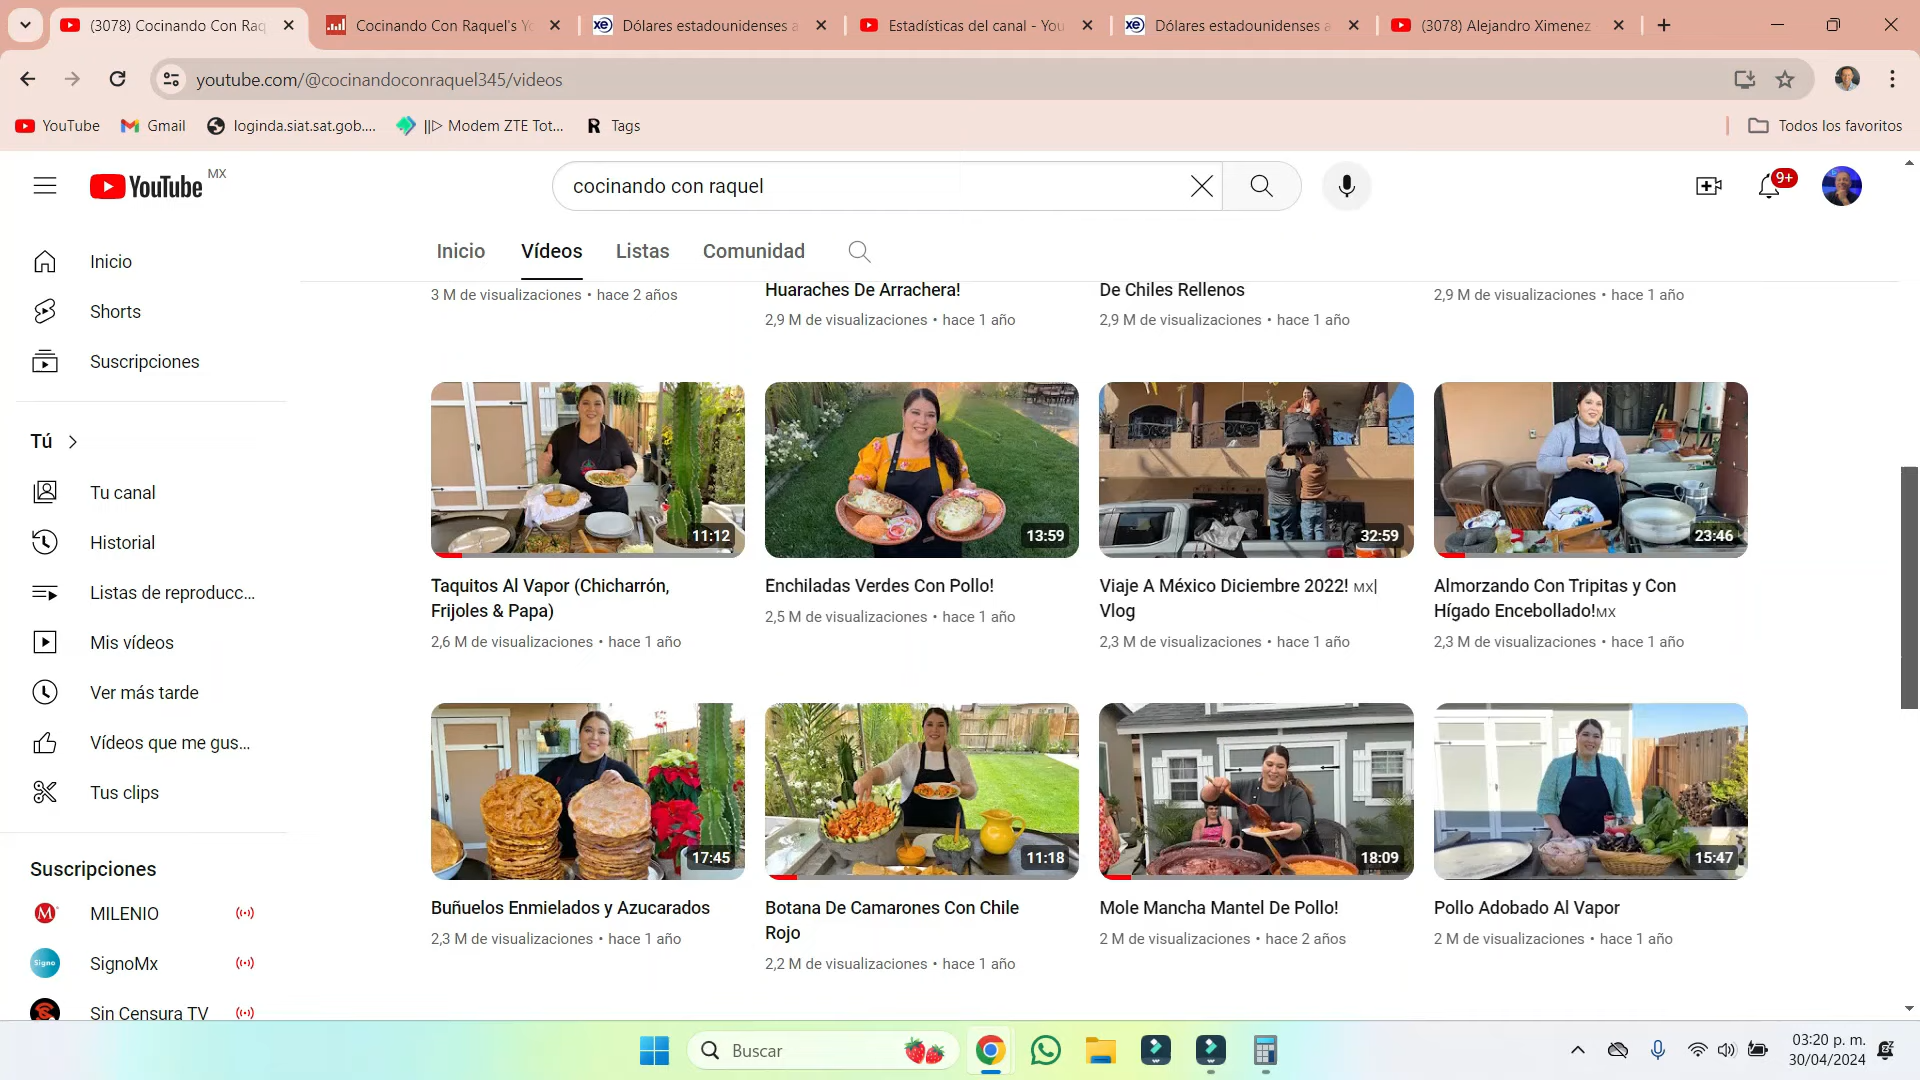 (3078) Cocinando Con Raq
Cocinando Con Raquel's Yo
Dólares estadounidenses a
Estadísticas del canal - You
Dólares estadounidenses a
(3078) Alejandro Ximenez
youtube.com/@cocinandoconraquel345/videos
YouTube
Gmail
loginda.siat.sat.gob....
||▷ Modem ZTE Tot...
Tags
Todos los favoritos
YouTube MX
cocinando con raquel
9+
Inicio
Vídeos
Listas
Comunidad
Inicio
Shorts
Suscripciones
Tú
Tu canal
Historial
Listas de reproducc...
Mis vídeos
Ver más tarde
Vídeos que me gus...
Tus clips
Suscripciones
MILENIO
Signo
SignoMx
Sin Censura TV
3 M de visualizaciones • hace 2 años
Huaraches De Arrachera!
2,9 M de visualizaciones • hace 1 año
De Chiles Rellenos
2,9 M de visualizaciones • hace 1 año
2,9 M de visualizaciones • hace 1 año
11:12
Taquitos Al Vapor (Chicharrón,
Frijoles & Papa)
2,6 M de visualizaciones • hace 1 año
13:59
Enchiladas Verdes Con Pollo!
2,5 M de visualizaciones • hace 1 año
32:59
Viaje A México Diciembre 2022! MX|
Vlog
2,3 M de visualizaciones • hace 1 año
23:46
Almorzando Con Tripitas y Con
Hígado Encebollado!MX
2,3 M de visualizaciones • hace 1 año
17:45
Buñuelos Enmielados y Azucarados
2,3 M de visualizaciones • hace 1 año
11:18
Botana De Camarones Con Chile
Rojo
2,2 M de visualizaciones • hace 1 año
18:09
Mole Mancha Mantel De Pollo!
2 M de visualizaciones • hace 2 años
15:47
Pollo Adobado Al Vapor
2 M de visualizaciones • hace 1 año
Buscar
03:20 p. m.
30/04/2024